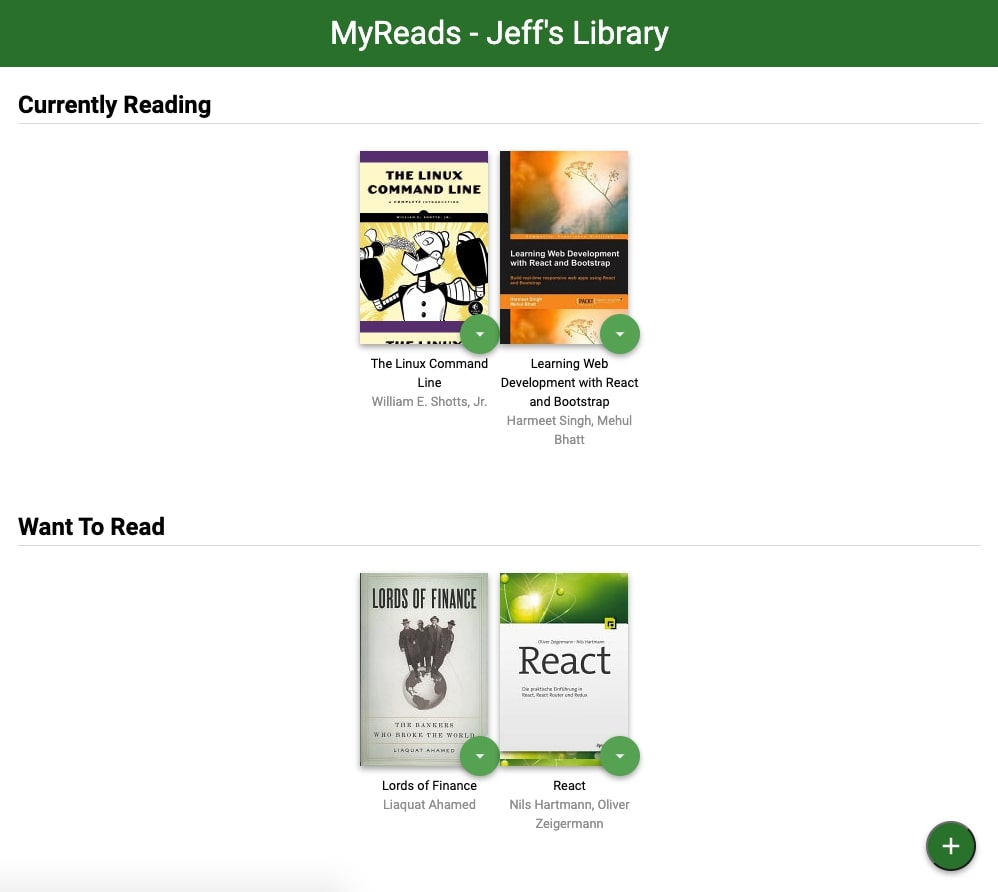 MyReads - Jeff's Library
Currently Reading
THE LINUX
COMMAND LINE
A COMPLETE INTRODUCTION
WILLIAM E. SHOTTS, JR.
THE LINUX
Learning Web Development
with React and Bootstrap
Build real-time responsive web apps using React
and Bootstrap
Harmeet Singh
Mehul Bhatt
PACKT
The Linux Command
Line
William E. Shotts, Jr.
Learning Web
Development with React
and Bootstrap
Harmeet Singh, Mehul
Bhatt
Want To Read
LORDS OF FINANCE
THE BANKERS
WHO BROKE THE WORLD
LIAQUAT AHAMED
Oliver Zeigermann · Nils Hartmann
React
Die praktische Einführung in
React, React Router und Redux
Lords of Finance
Liaquat Ahamed
React
Nils Hartmann, Oliver
Zeigermann